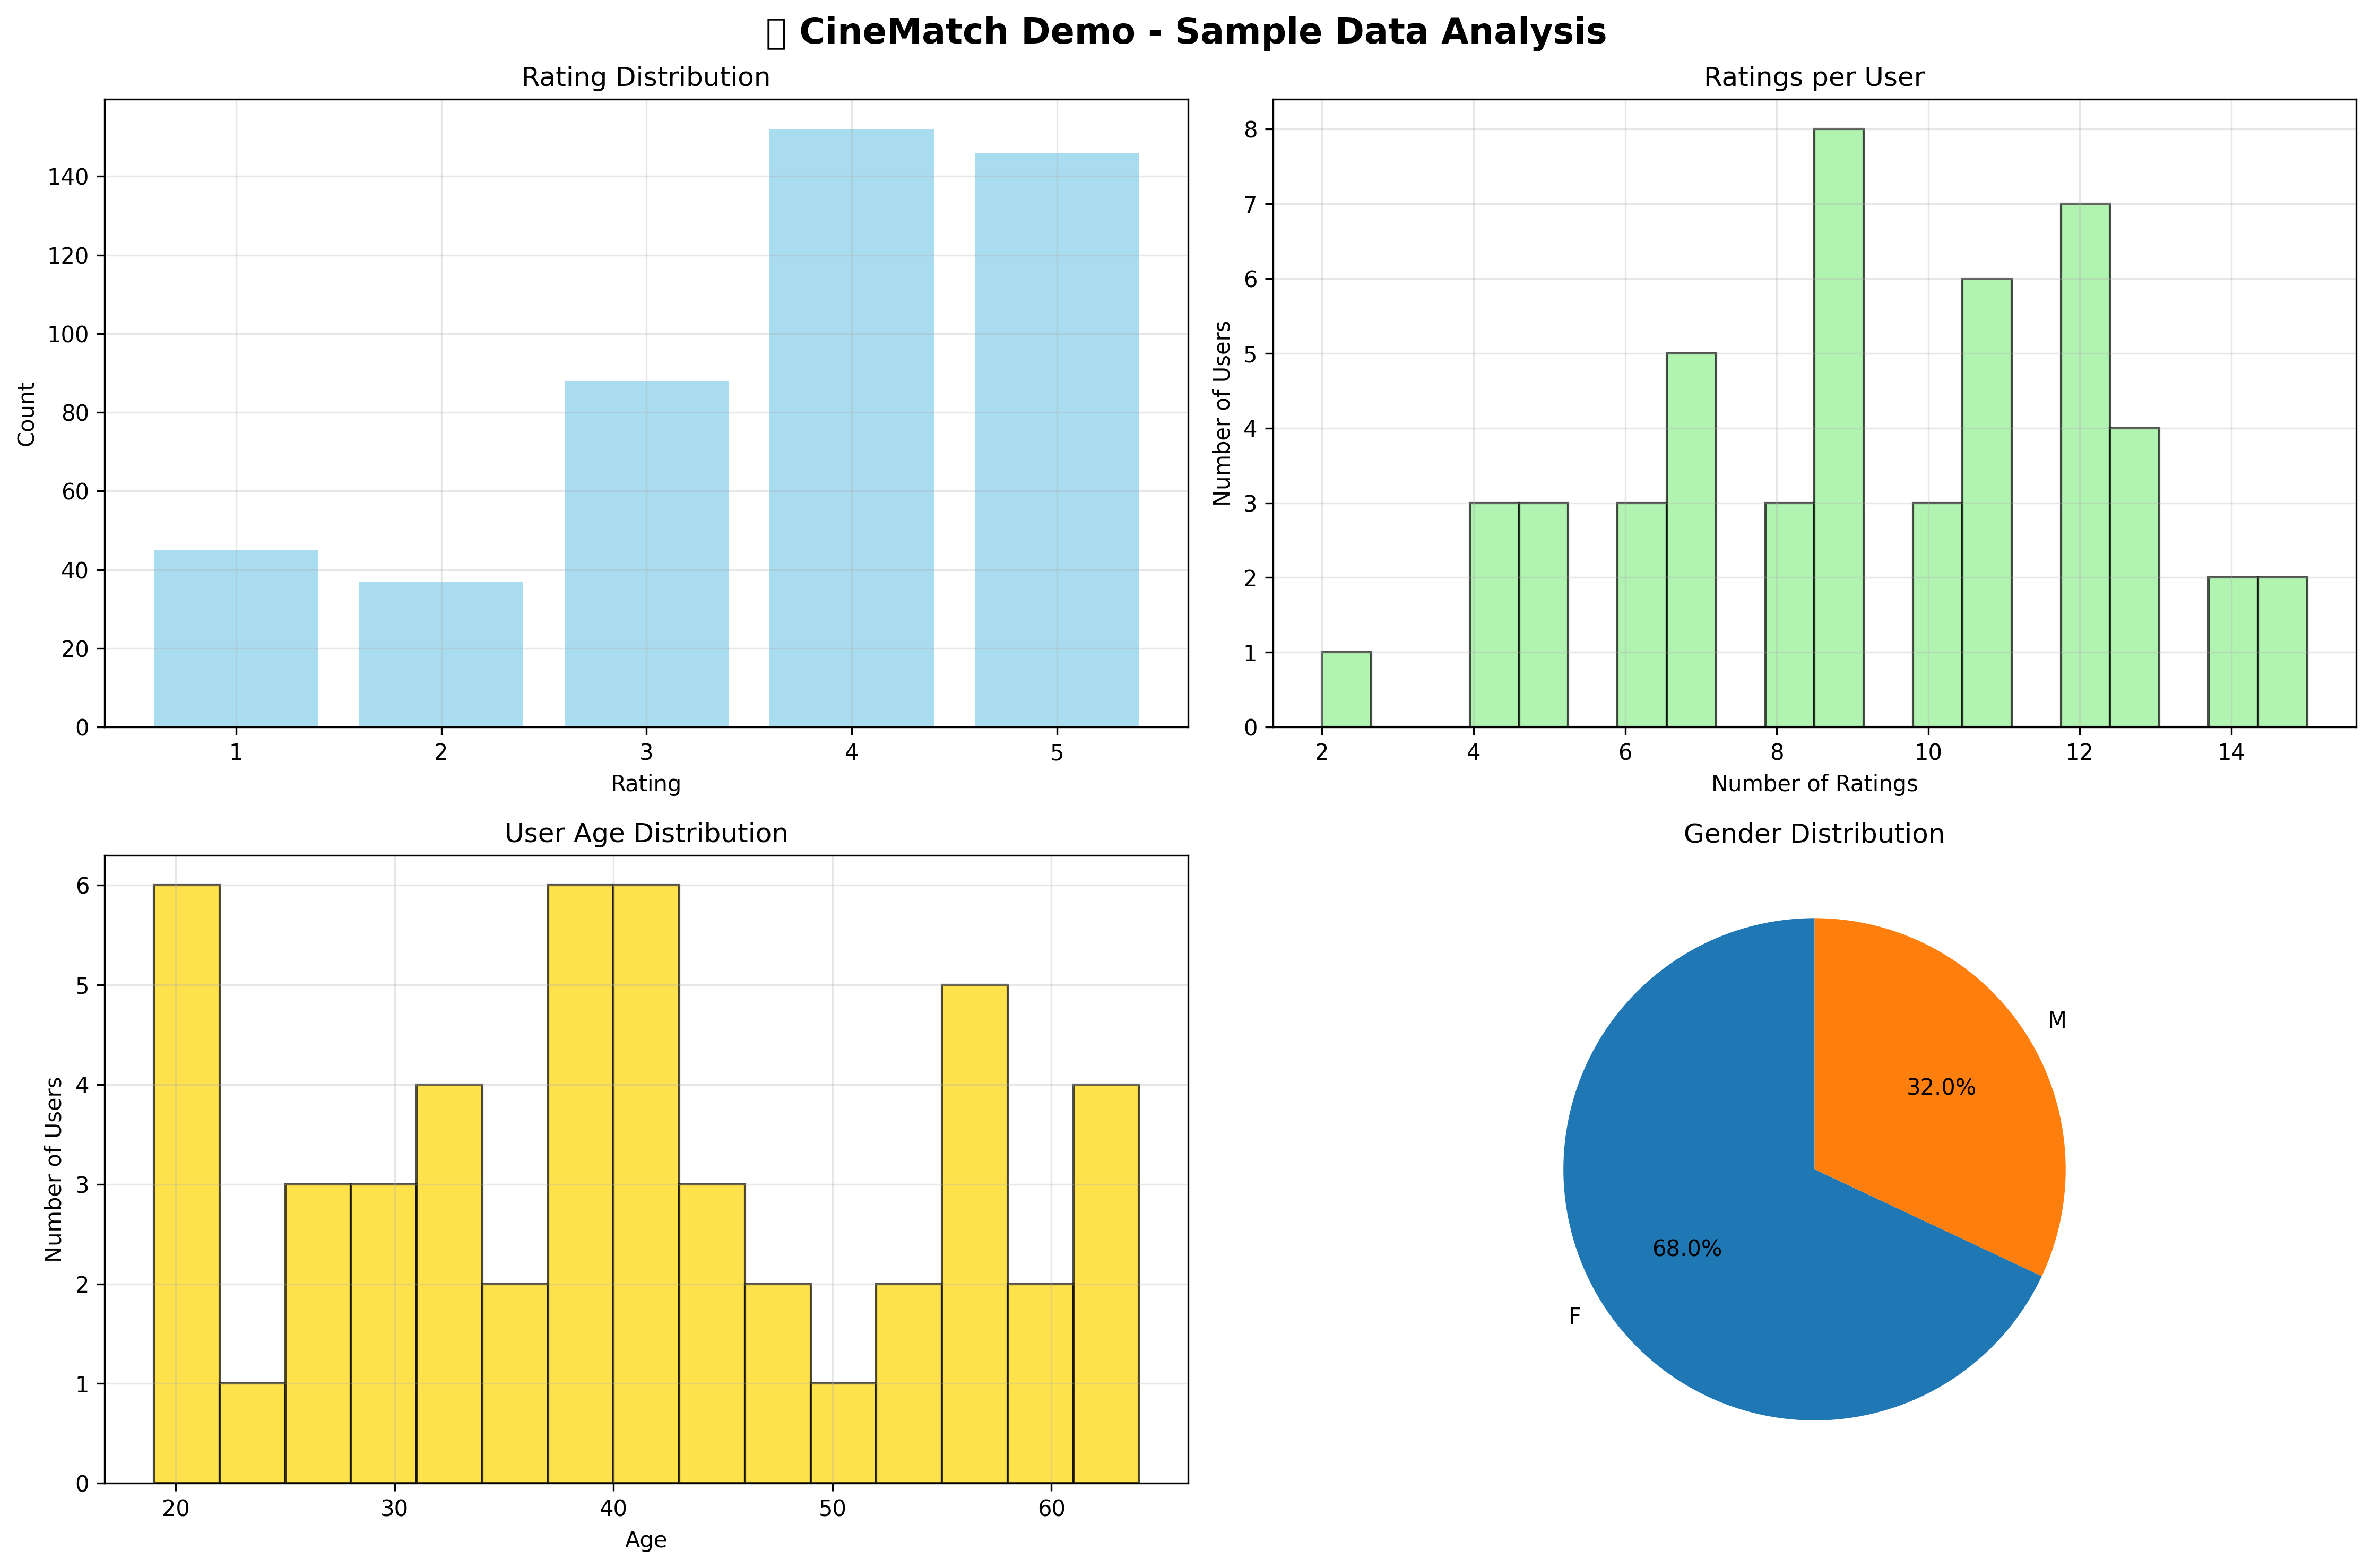 CineMatch Demo - Sample Data Analysis
Rating Distribution
140
120
100
80
60
40
20
0
Count
1 2 3 4 5
Rating
Ratings per User
8
7
6
5
4
3
2
1
0
Number of Users
2 4 6 8 10 12 14
Number of Ratings
User Age Distribution
6
5
4
3
2
1
0
Number of Users
20 30 40 50 60
Age
Gender Distribution
M
32.0%
68.0%
F